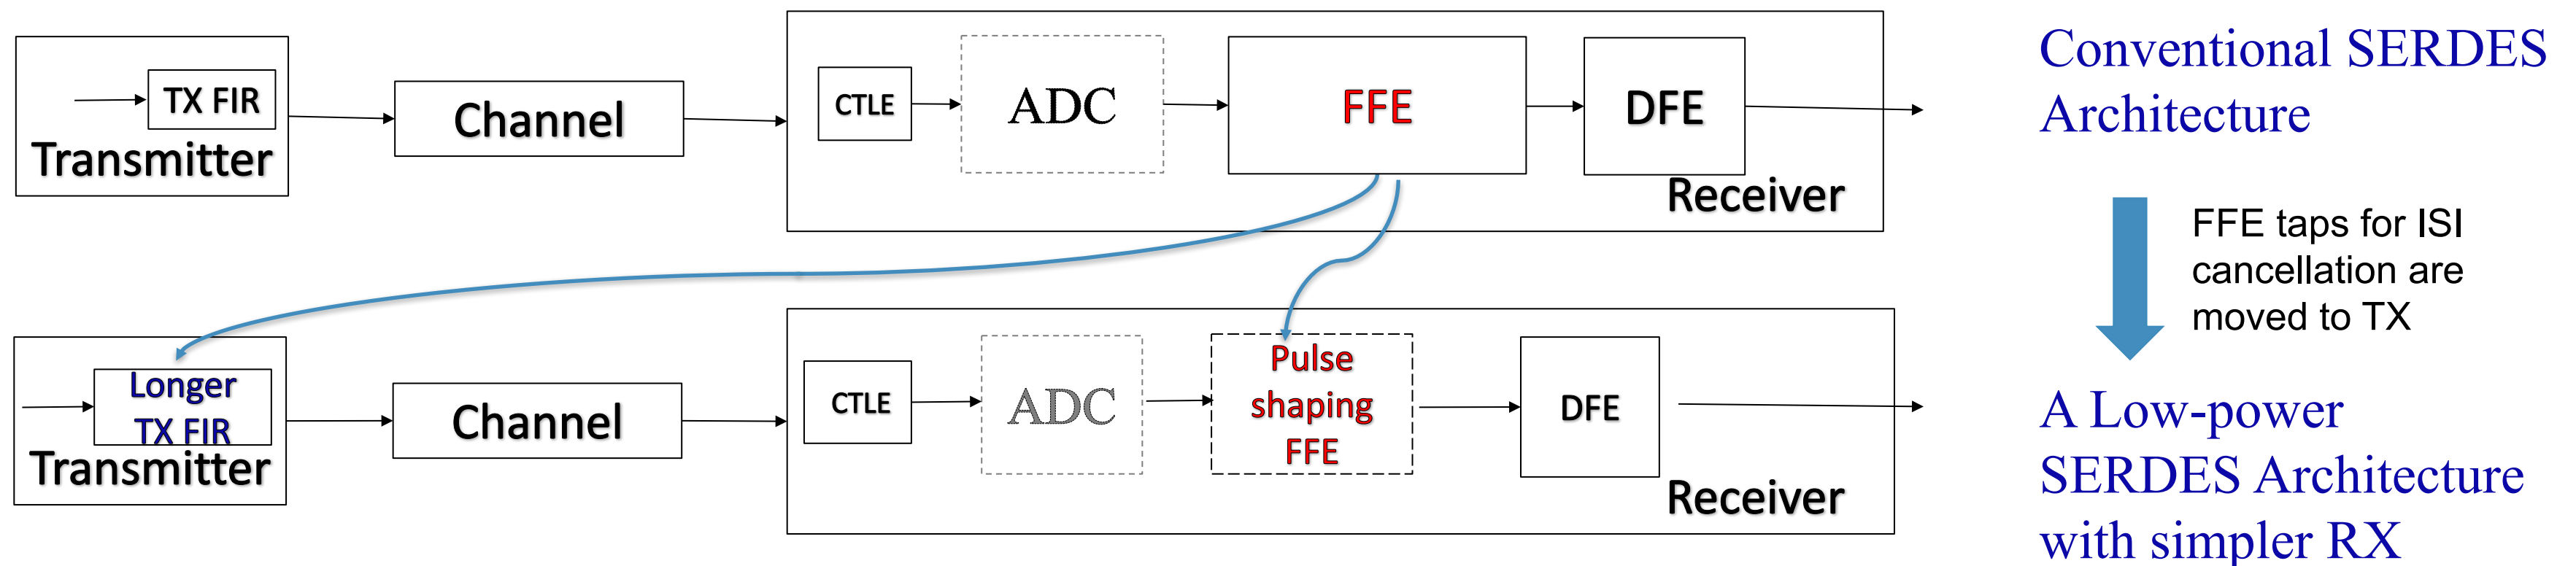 TX FIR
Transmitter
Channel
CTLE
ADC
FFE
DFE
Receiver
Conventional SERDES
Architecture
FFE taps for ISI
cancellation are
moved to TX
Longer
TX FIR
Transmitter
Channel
CTLE
ADC
Pulse
shaping
FFE
DFE
Receiver
A Low-power
SERDES Architecture
with simpler RX